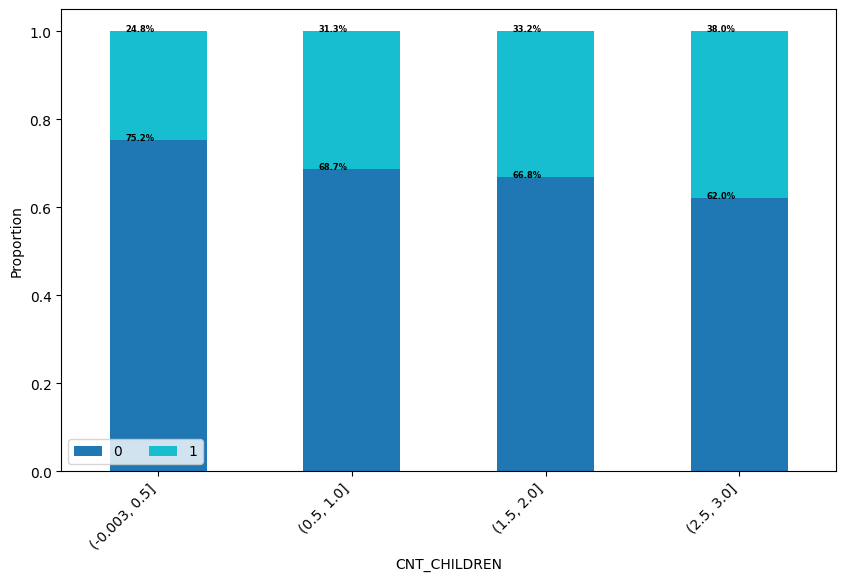 24.8% 31.3% 33.2% 38.0%
75.2% 68.7% 66.8% 62.0%
1.0
0.8
0.6
0.4
0.2
0.0
Proportion
0 1
(-0.003, 0.5] (0.5, 1.0] (1.5, 2.0] (2.5, 3.0]
CNT_CHILDREN